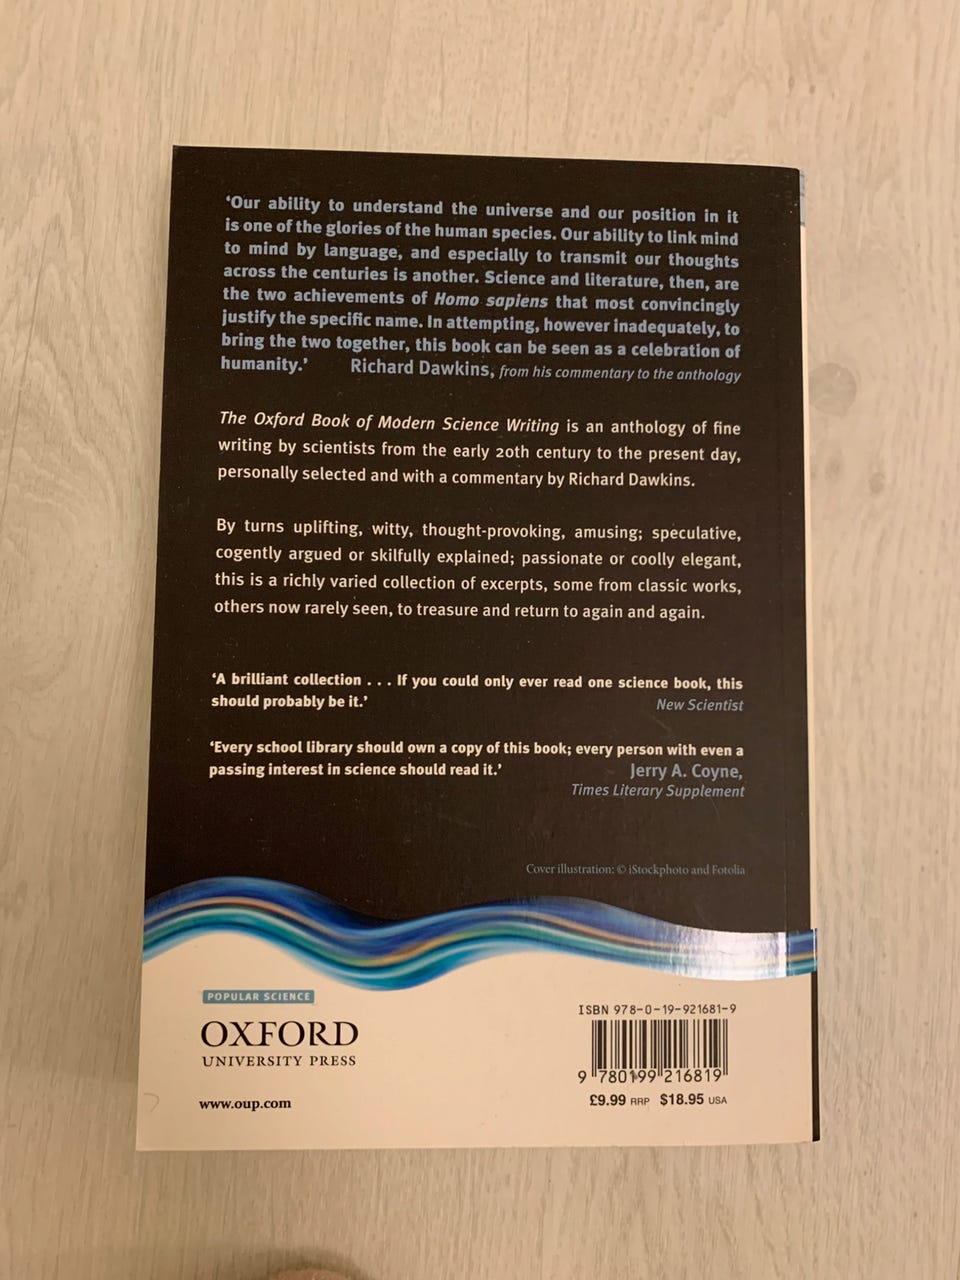 ‘Our ability to understand the universe and our position in it
is one of the glories of the human species. Our ability to link mind
to mind by language, and especially to transmit our thoughts
across the centuries is another. Science and literature, then, are
the two achievements of Homo sapiens that most convincingly
justify the specific name. In attempting, however inadequately, to
bring the two together, this book can be seen as a celebration of
humanity.’ Richard Dawkins, from his commentary to the anthology
The Oxford Book of Modern Science Writing is an anthology of fine
writing by scientists from the early 20th century to the present day,
personally selected and with a commentary by Richard Dawkins.
By turns uplifting, witty, thought-provoking, amusing; speculative,
cogently argued or skilfully explained; passionate or coolly elegant,
this is a richly varied collection of excerpts, some from classic works,
others now rarely seen, to treasure and return to again and again.
‘A brilliant collection . . . If you could only ever read one science book, this
should probably be it.’ New Scientist
‘Every school library should own a copy of this book; every person with even a
passing interest in science should read it.’ Jerry A. Coyne,
Times Literary Supplement
Cover illustration: © iStockphoto and Fotolia
POPULAR SCIENCE
OXFORD
UNIVERSITY PRESS
www.oup.com
ISBN 978-0-19-921681-9
9 780199 216819
£9.99 RRP $18.95 USA